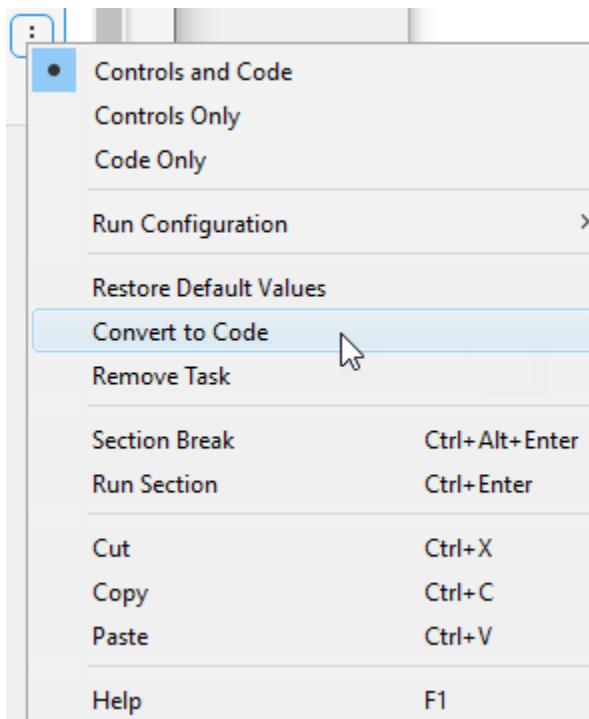 Controls and Code
Controls Only
Code Only
Run Configuration
Restore Default Values
Convert to Code
Remove Task
Section Break Ctrl+Alt+Enter
Run Section Ctrl+Enter
Cut Ctrl+X
Copy Ctrl+C
Paste Ctrl+V
Help F1